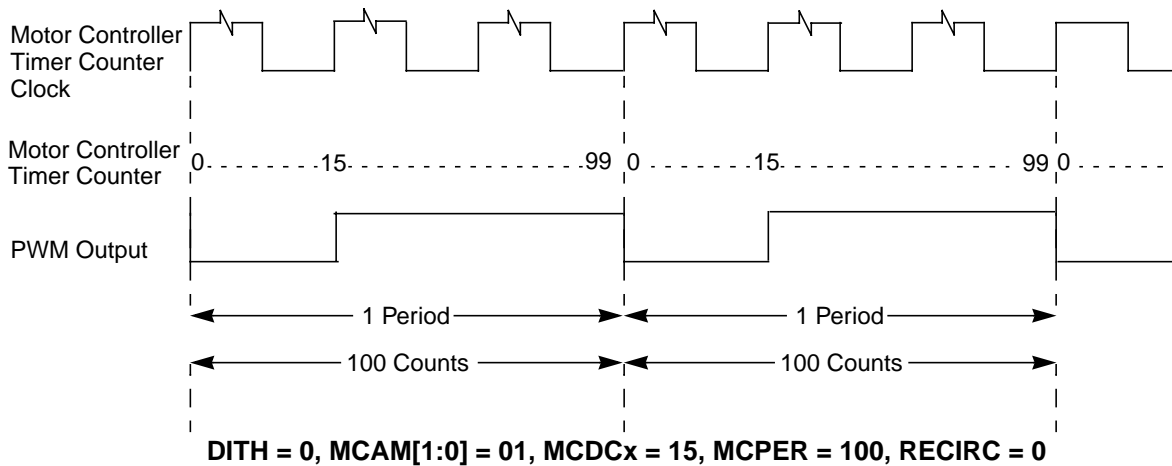 Motor Controller
Timer Counter
Clock
Motor Controller
Timer Counter
0 15 99 0 15 99 0
PWM Output
1 Period 1 Period
100 Counts 100 Counts
DITH = 0, MCAM[1:0] = 01, MCDCx = 15, MCPER = 100, RECIRC = 0